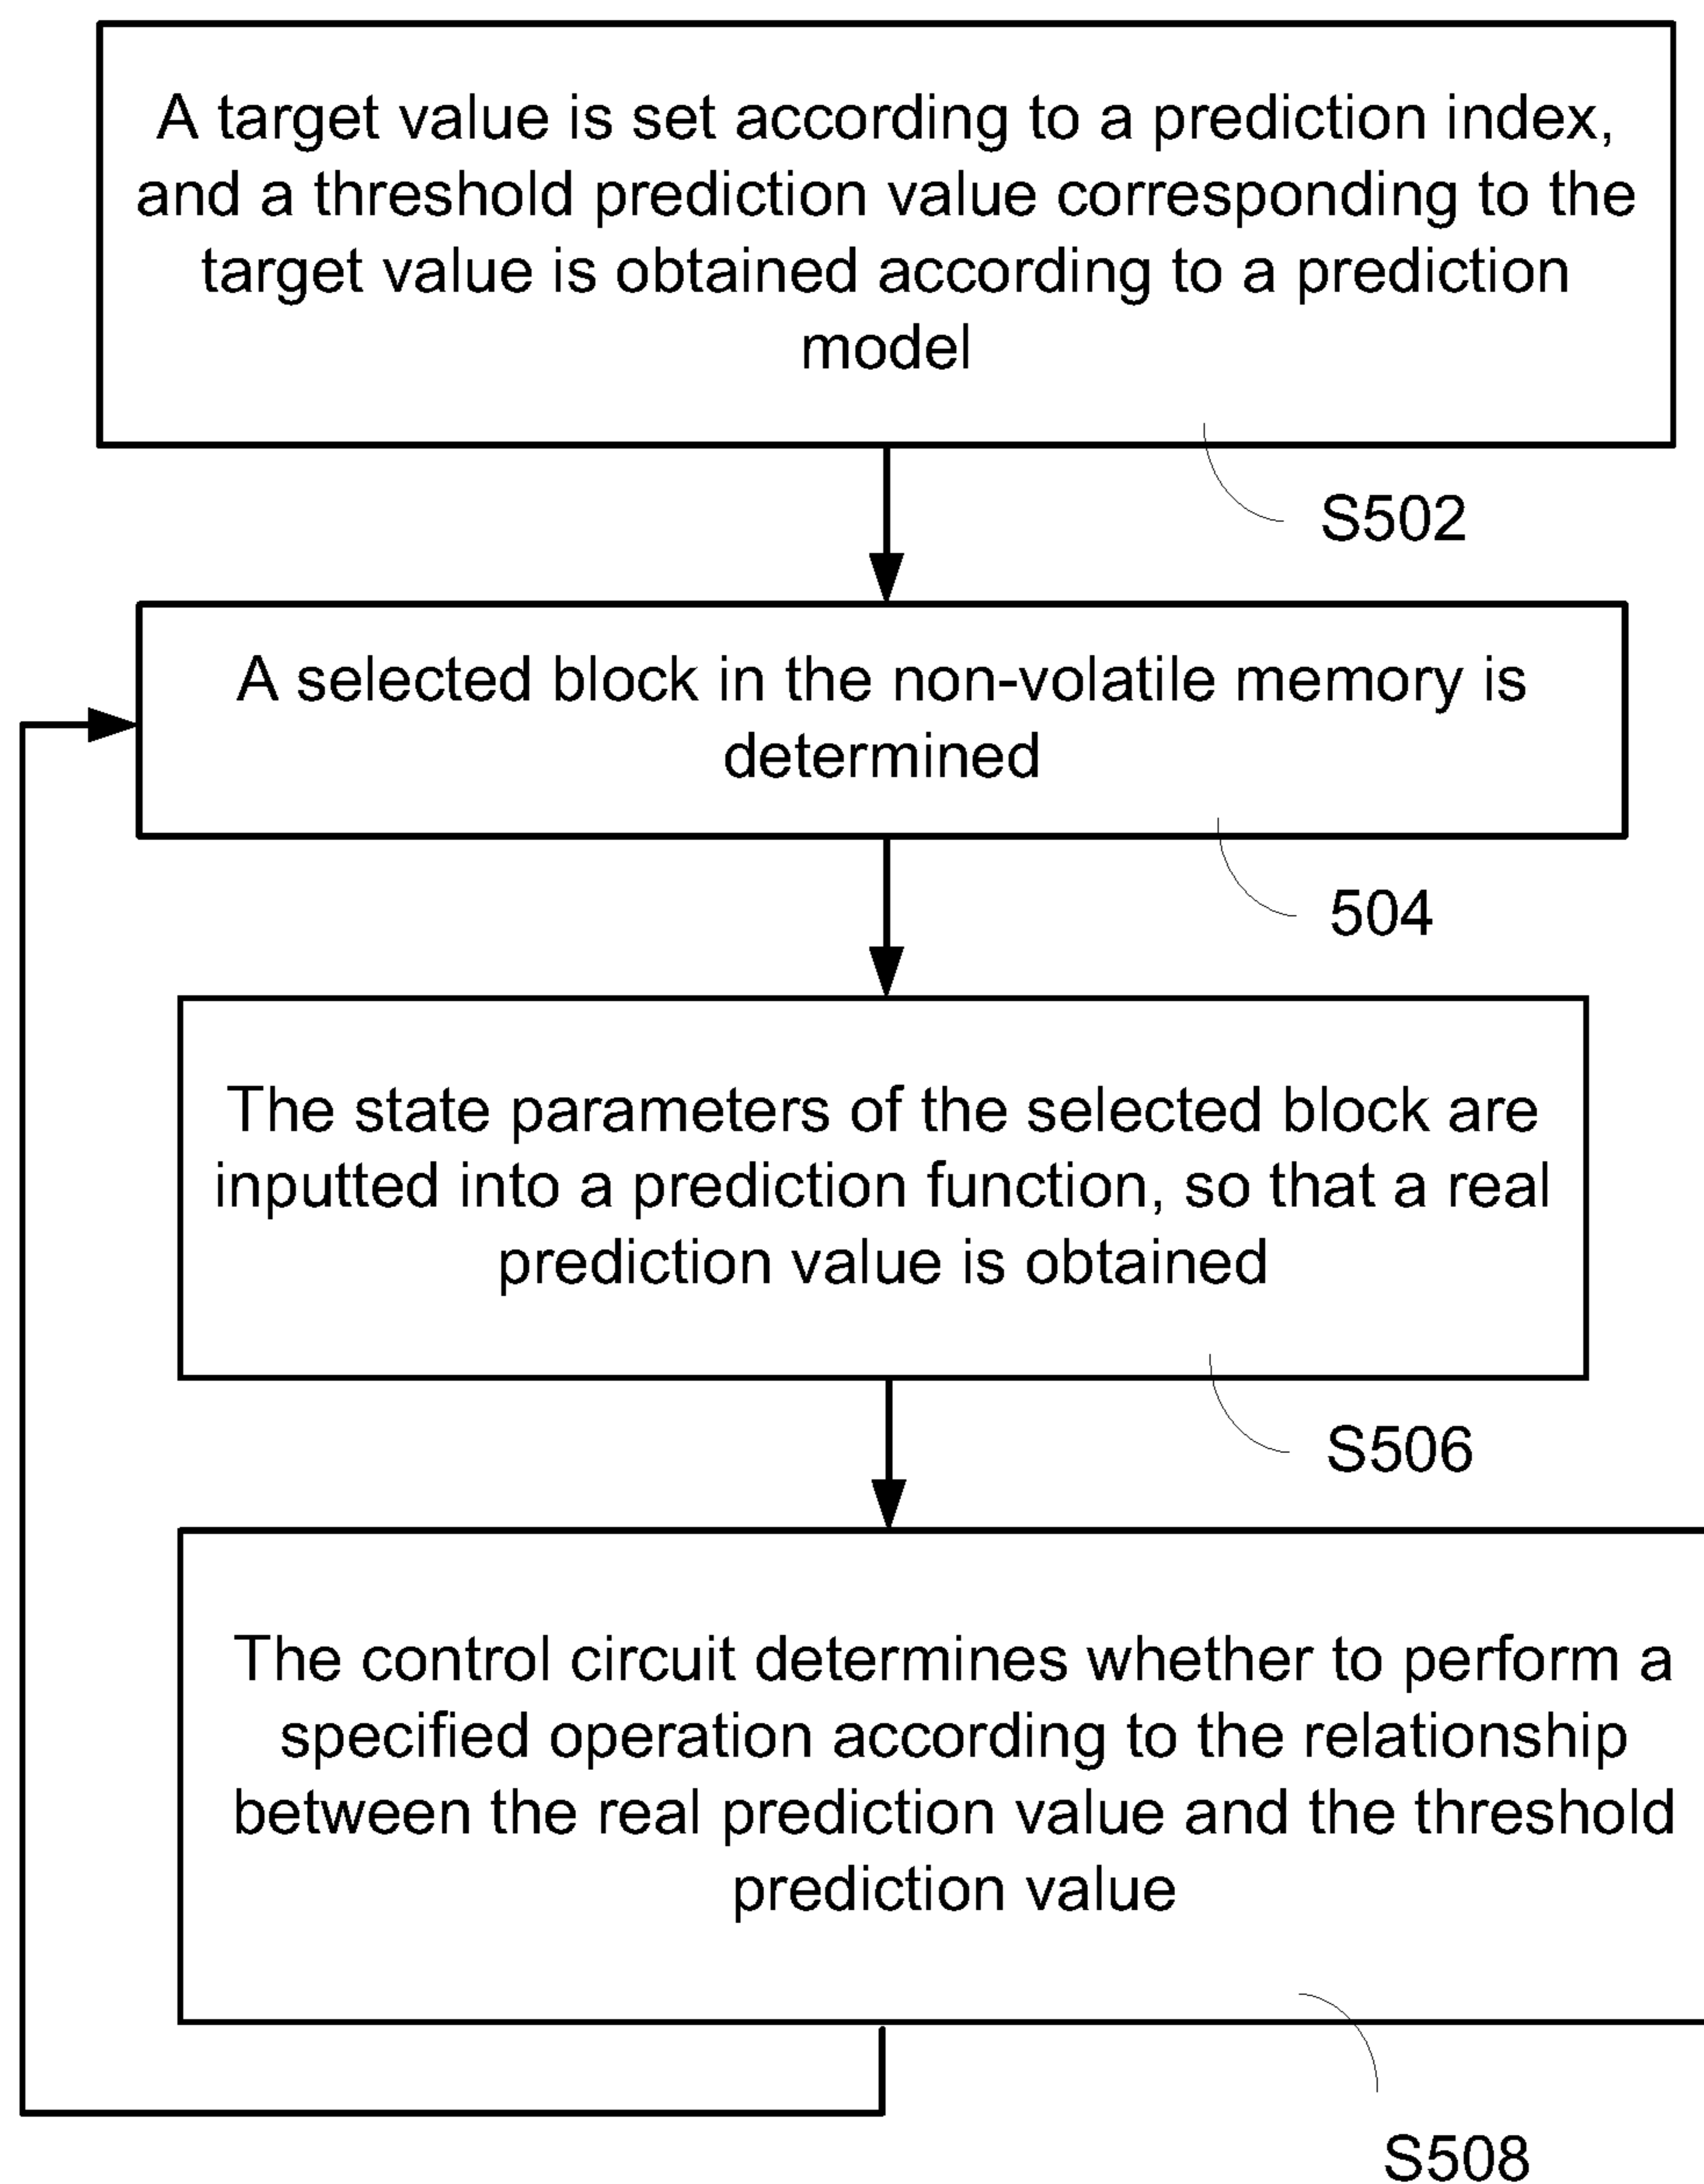 A target value is set according to a prediction index,
and a threshold prediction value corresponding to the
target value is obtained according to a prediction
model
S502
A selected block in the non-volatile memory is
determined
504
The state parameters of the selected block are
inputted into a prediction function, so that a real
prediction value is obtained
S506
The control circuit determines whether to perform a
specified operation according to the relationship
between the real prediction value and the threshold
prediction value
S508